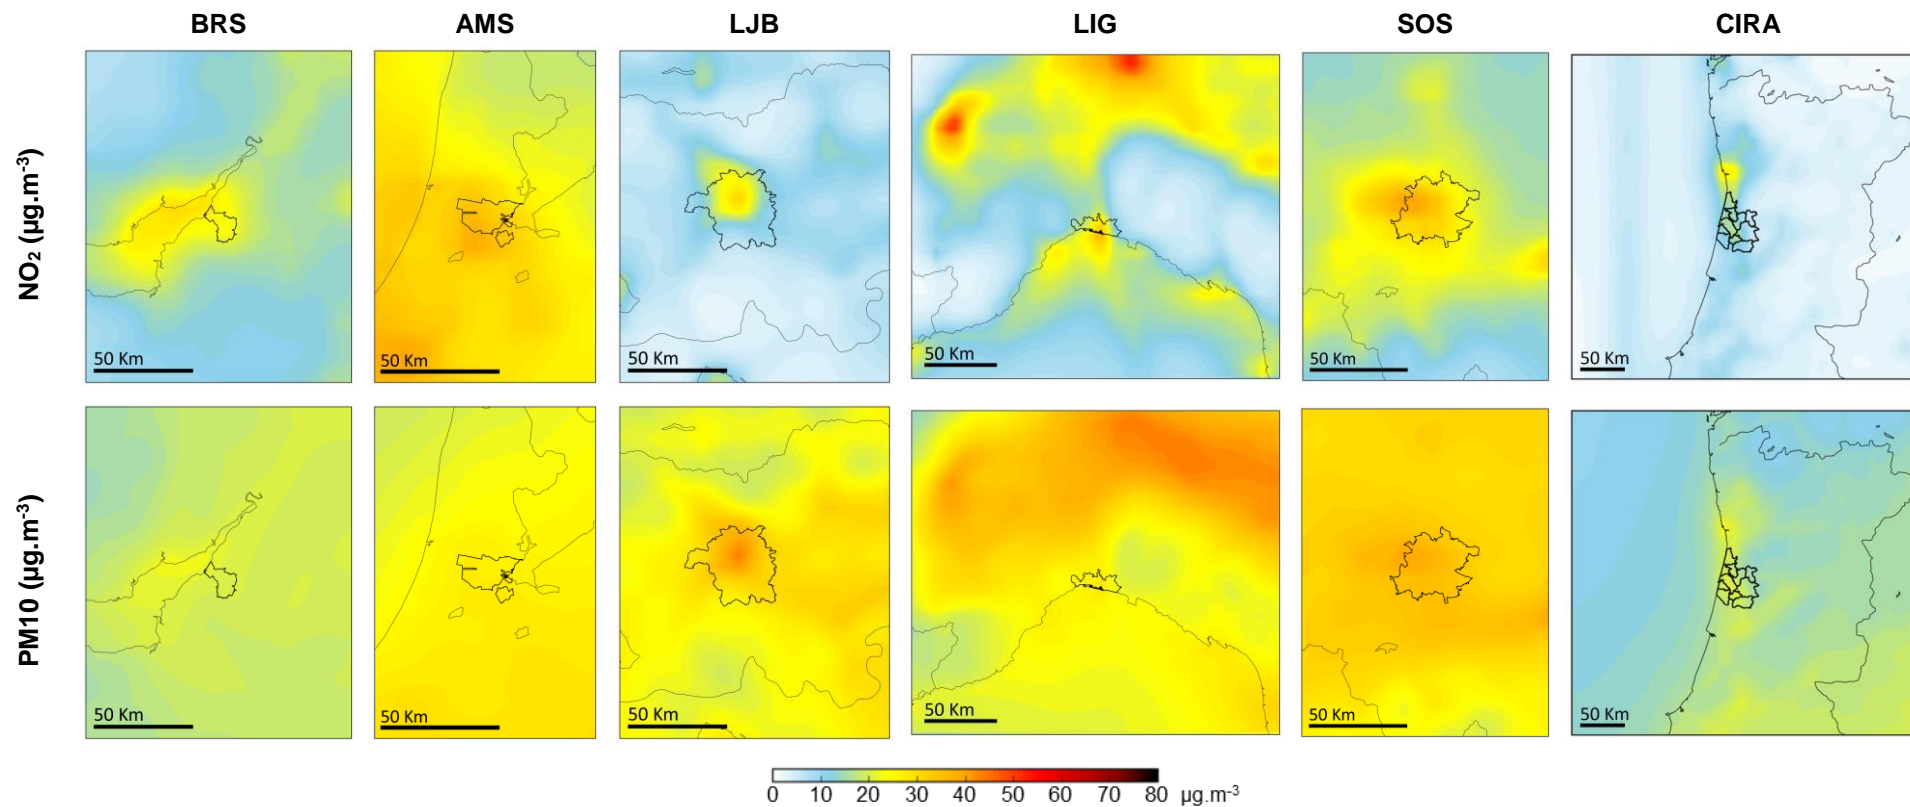 BRS AMS LJB LIG SOS CIRA
NO₂ (µg.m⁻³)
50 Km 50 Km 50 Km 50 Km 50 Km 50 Km
PM10 (µg.m⁻³)
50 Km 50 Km 50 Km 50 Km 50 Km 50 Km
0 10 20 30 40 50 60 70 80 µg.m⁻³